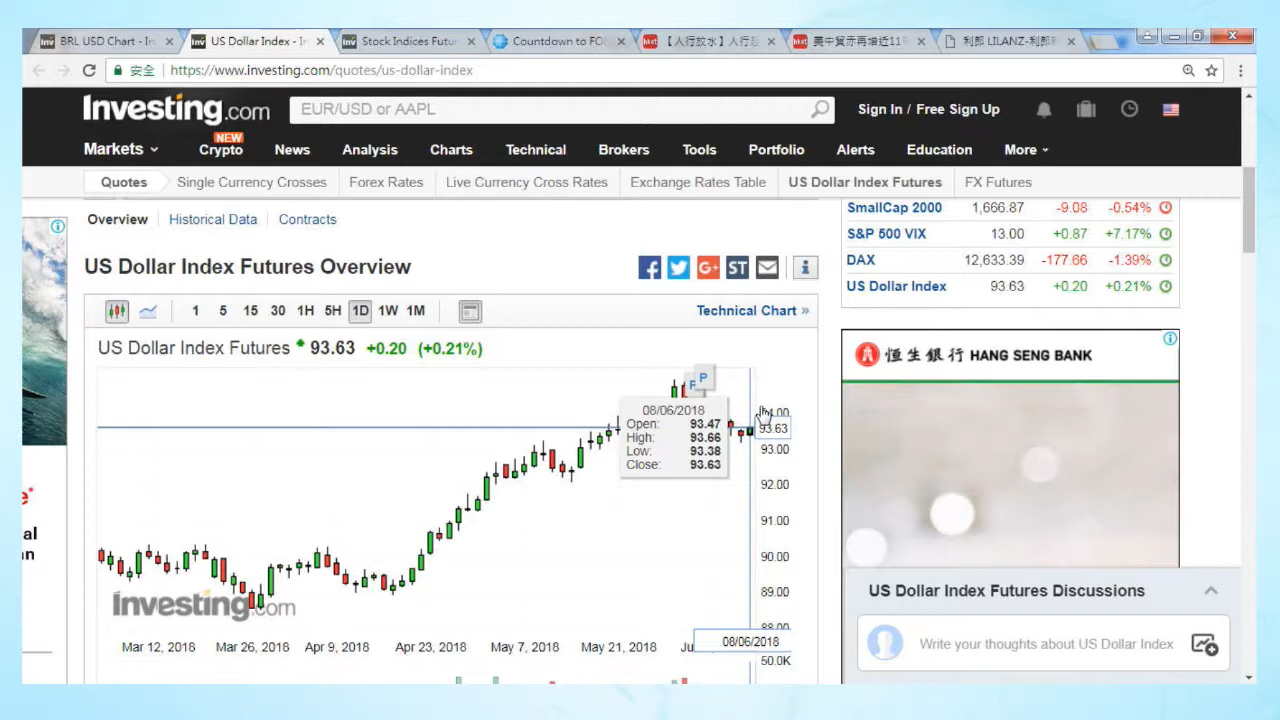 BRL USD Chart - In
US Dollar Index - In
Stock Indices Futur
Countdown to FO
【人行放水】人行
美中貿赤再增近11
利郎 LILANZ-利郎
安全
https://www.investing.com/quotes/us-dollar-index
Investing.com
EUR/USD or AAPL
Sign In / Free Sign Up
NEW
Markets
Crypto
News
Analysis
Charts
Technical
Brokers
Tools
Portfolio
Alerts
Education
More
Quotes
Single Currency Crosses
Forex Rates
Live Currency Cross Rates
Exchange Rates Table
US Dollar Index Futures
FX Futures
Overview
Historical Data
Contracts
SmallCap 2000 1,666.87 -9.08 -0.54%
S&P 500 VIX 13.00 +0.87 +7.17%
DAX 12,633.39 -177.66 -1.39%
US Dollar Index 93.63 +0.20 +0.21%
US Dollar Index Futures Overview
ST
1 5 15 30 1H 5H 1D 1W 1M
Technical Chart »
US Dollar Index Futures 93.63 +0.20 (+0.21%)
P
08/06/2018
Open: 93.47
High: 93.66
Low: 93.38
Close: 93.63
93.63
93.00
92.00
91.00
90.00
89.00
88.00
50.0K
Investing.com
Mar 12, 2018
Mar 26, 2018
Apr 9, 2018
Apr 23, 2018
May 7, 2018
May 21, 2018
08/06/2018
恒生銀行 HANG SENG BANK
US Dollar Index Futures Discussions
Write your thoughts about US Dollar Index